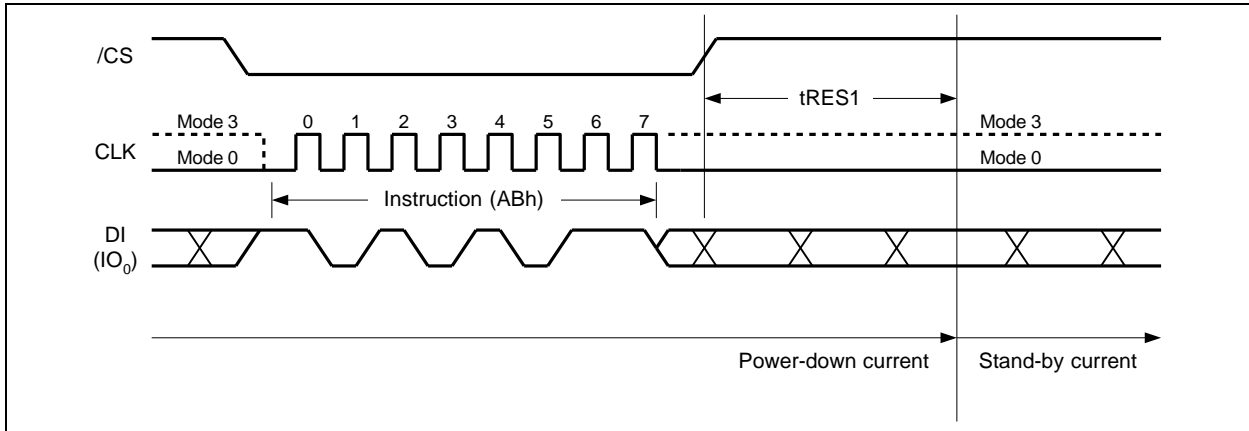 /CS
tRES1
Mode 3 0 1 2 3 4 5 6 7 Mode 3
CLK
Mode 0 Mode 0
Instruction (ABh)
DI
(IO0)
Power-down current Stand-by current